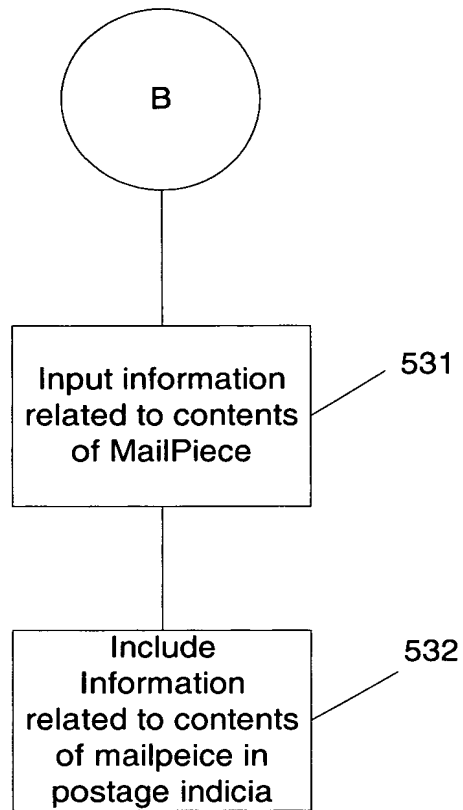 B
Input information
related to contents
of MailPiece
531
Include
Information
related to contents
of mailpeice in
postage indicia
532